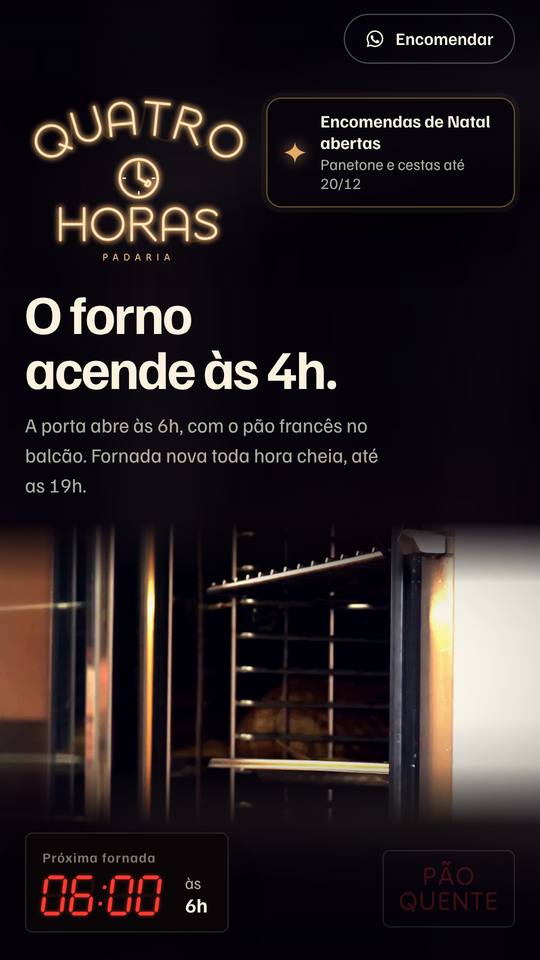 Encomendar
QUATRO
HORAS
PADARIA
Encomendas de Natal
abertas
Panetone e cestas até
20/12
O forno
acende às 4h.
A porta abre às 6h, com o pão francês no
balcão. Fornada nova toda hora cheia, até
as 19h.
Próxima fornada
06:00
às
6h
PÃO
QUENTE